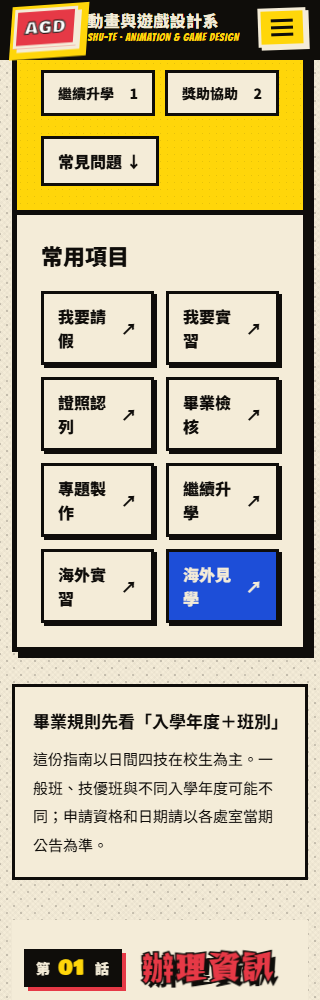 AGD
動畫與遊戲設計系
SHU-TE · ANIMATION & GAME DESIGN
繼續升學 1
獎助協助 2
常見問題 ↓
常用項目
我要請
假 ↗
我要實
習 ↗
證照認
列 ↗
畢業檢
核 ↗
專題製
作 ↗
繼續升
學 ↗
海外實
習 ↗
海外見
學 ↗
畢業規則先看「入學年度＋班別」
這份指南以日間四技在校生為主。一
般班、技優班與不同入學年度可能不
同；申請資格和日期請以各處室當期
公告為準。
第 01 話
辦理資訊